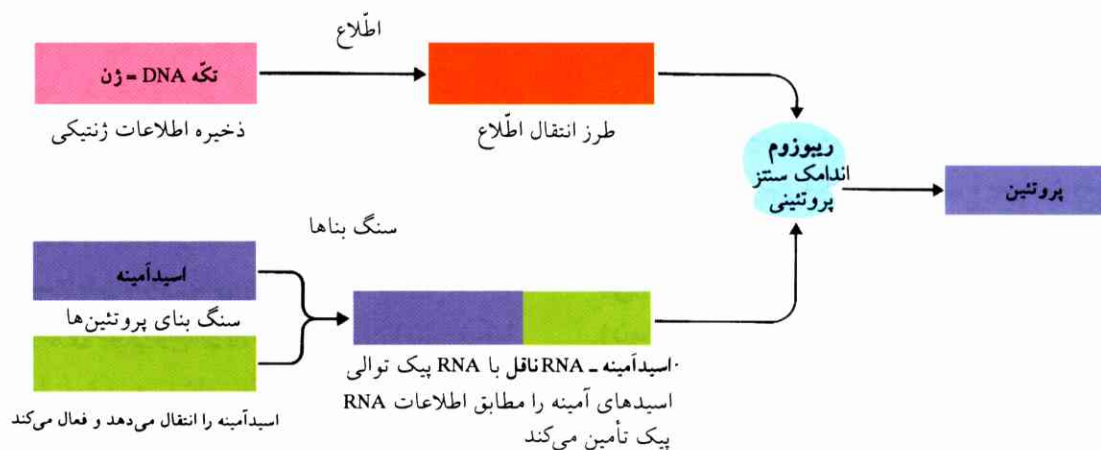 اطّلاع
تکّه DNA = ژن
ذخیره اطلاعات ژنتیکی
طرز انتقال اطّلاع
ریبوزوم
اندامک سنتز
پروتئینی
پروتئین
سنگ بناها
اسیدآمینه
سنگ بنای پروتئین‌ها
اسیدآمینه را انتقال می‌دهد و فعال می‌کند
اسیدآمینه ـ RNA ناقل با RNA پیک توالی
اسیدهای آمینه را مطابق اطلاعات RNA
پیک تأمین می‌کند